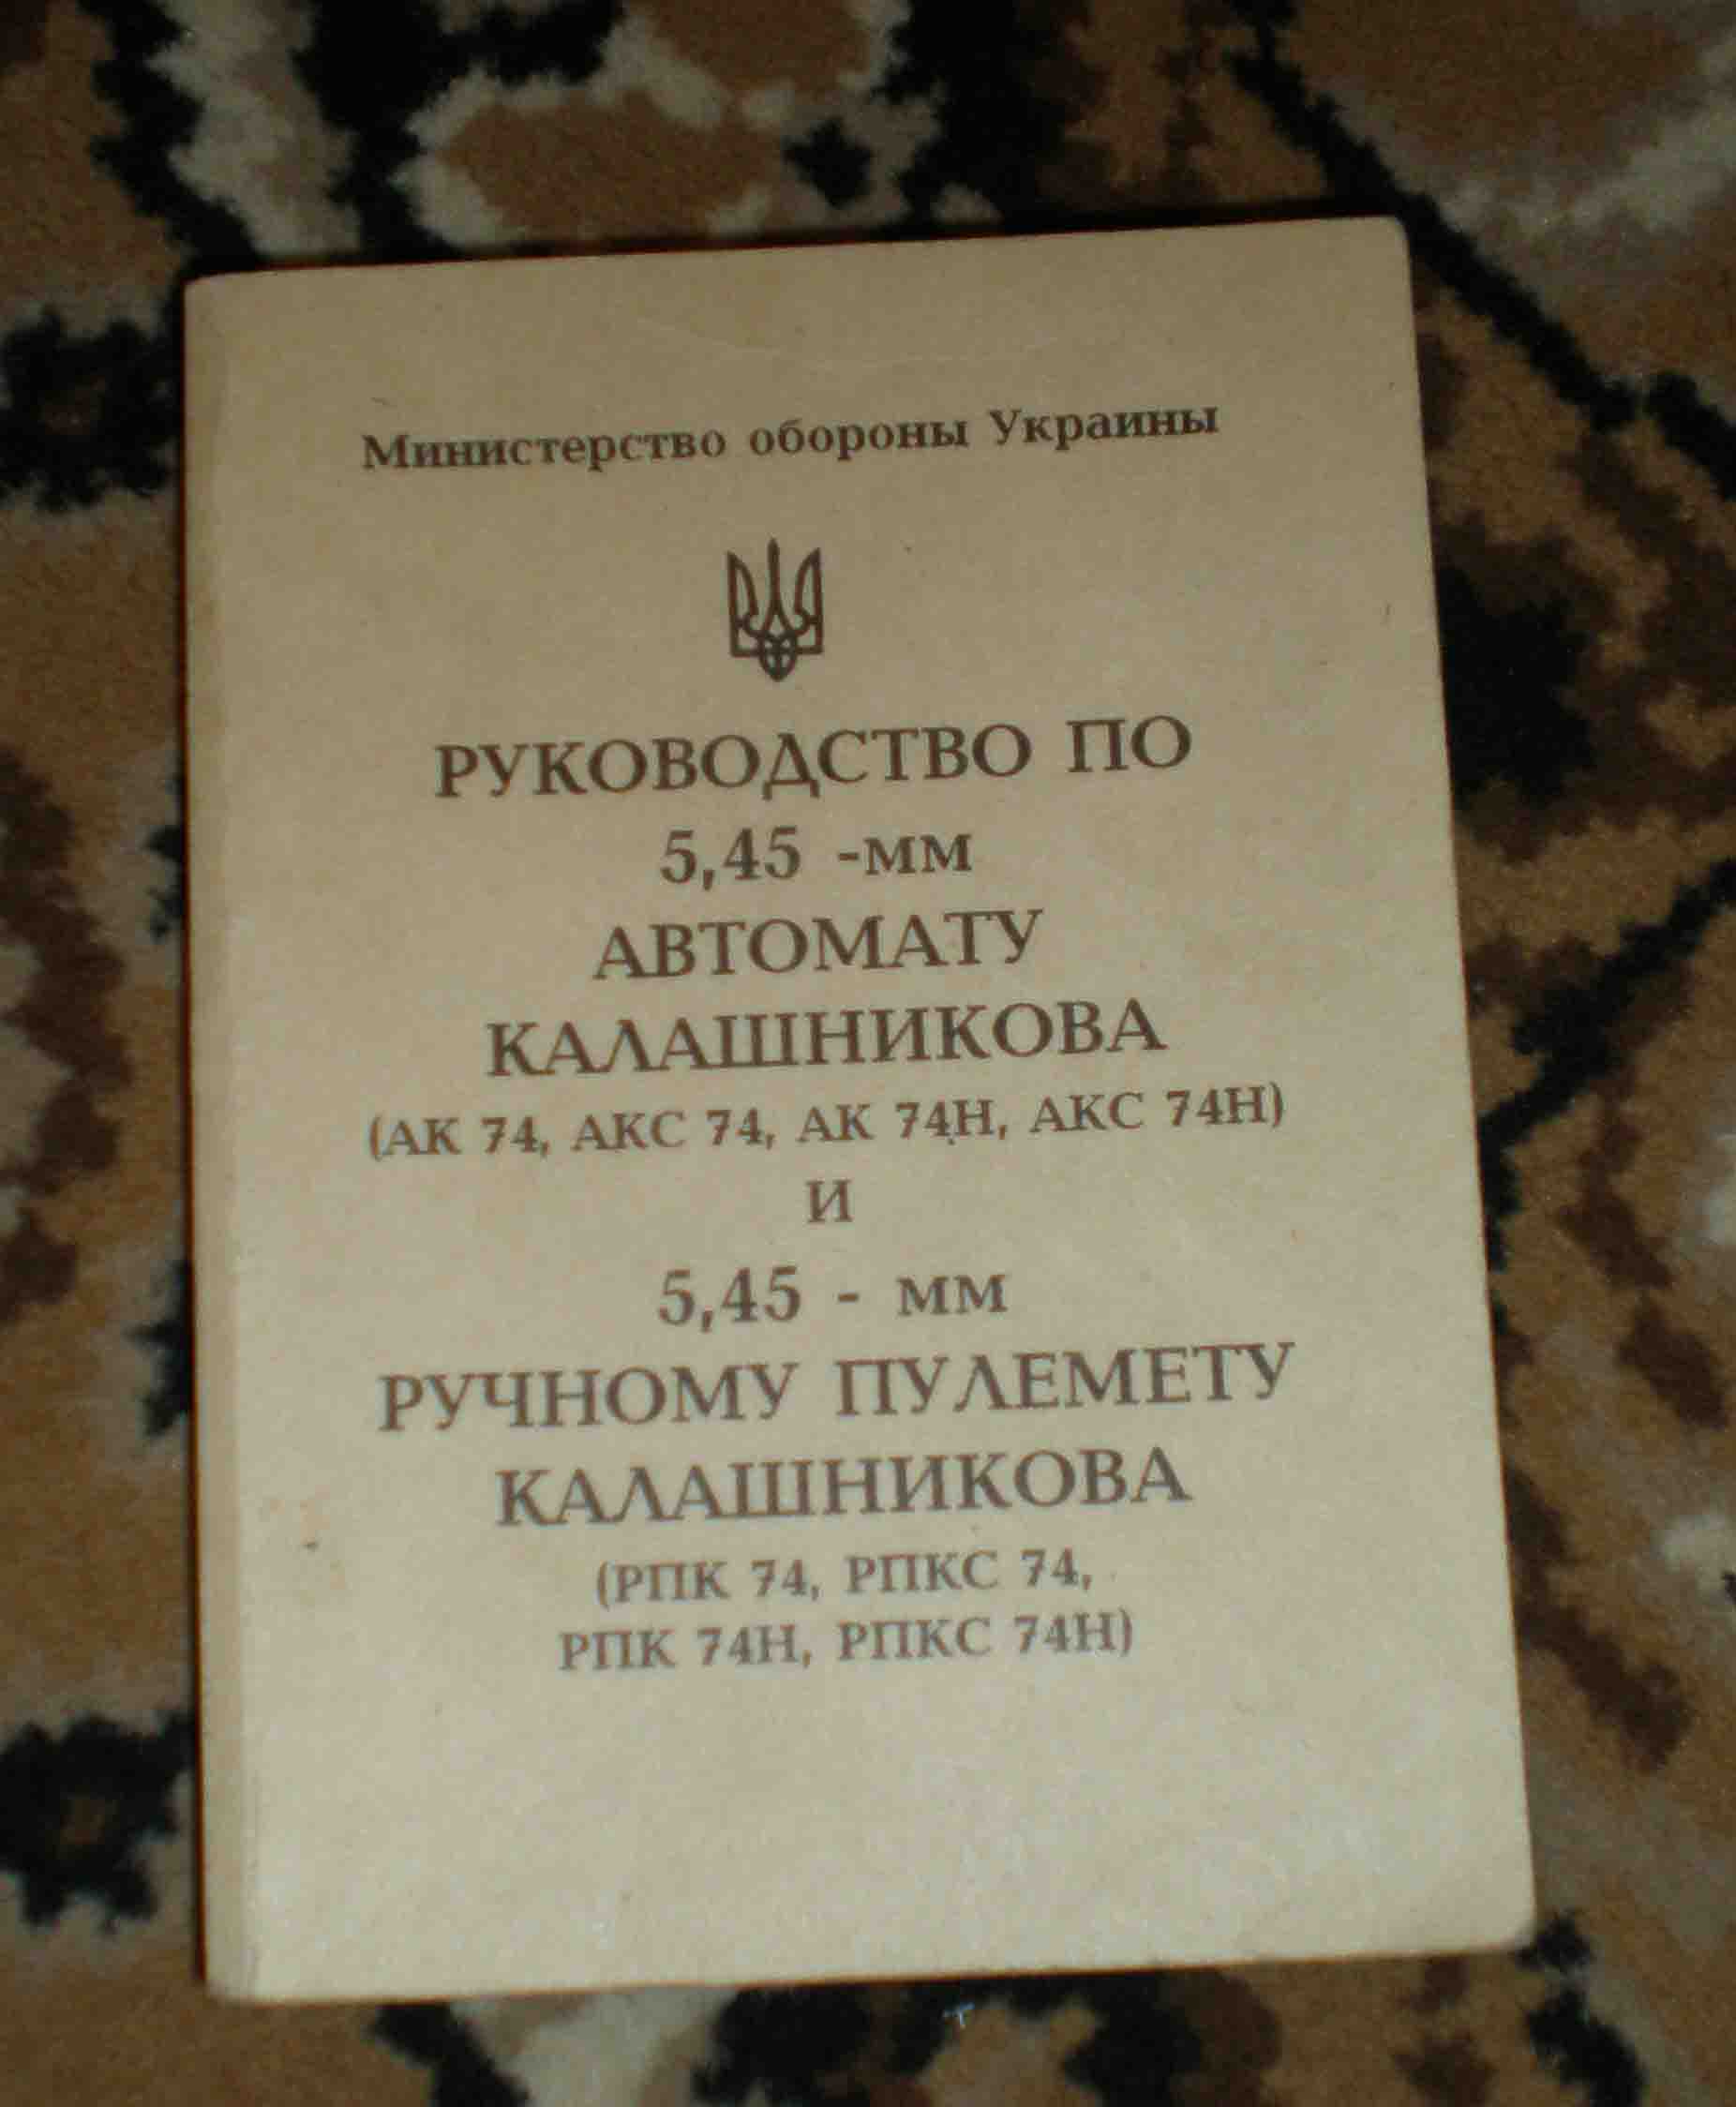 Министерство обороны Украины
РУКОВОДСТВО ПО
5,45 -мм
АВТОМАТУ
КАЛАШНИКОВА
(АК 74, АКС 74, АК 74Н, АКС 74Н)
И
5,45 - мм
РУЧНОМУ ПУЛЕМЕТУ
КАЛАШНИКОВА
(РПК 74, РПКС 74,
РПК 74Н, РПКС 74Н)